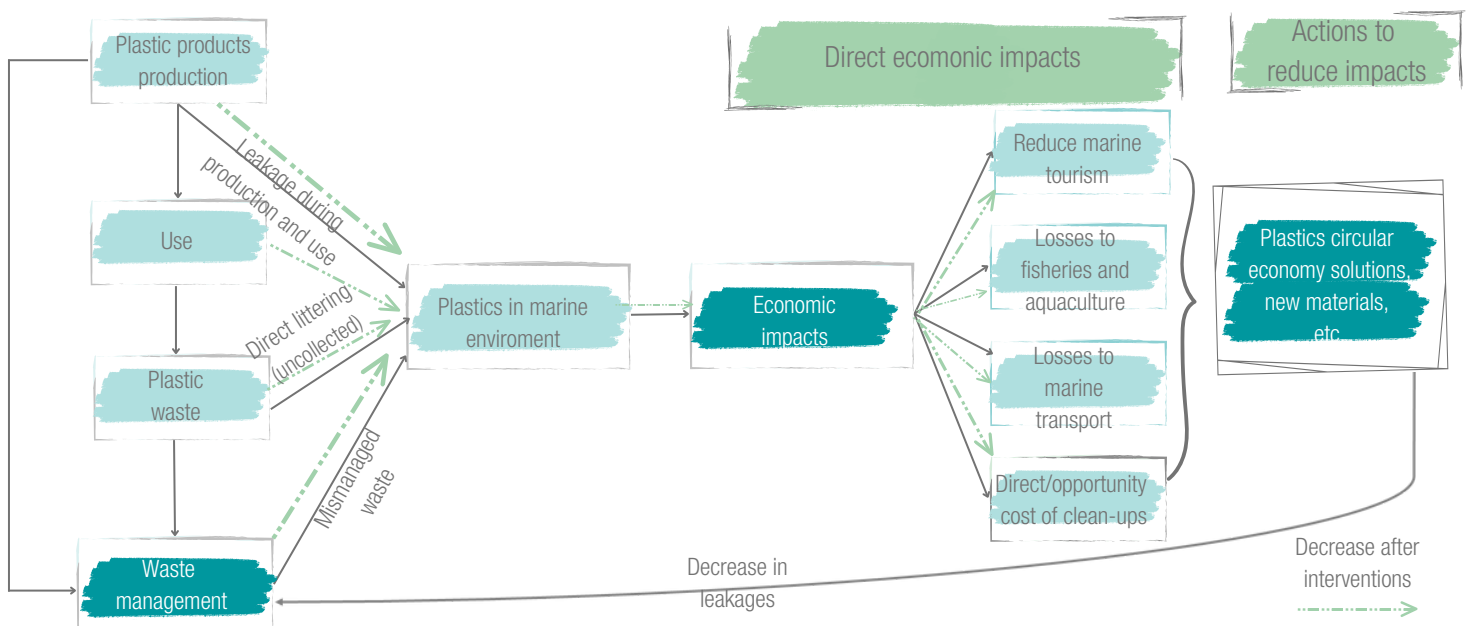 Plastic products
production
Use
Plastic
waste
Waste
management
Leakage during
production and use
Direct littering
(uncollected)
Mismanaged
waste
Plastics in marine
enviroment
Economic
impacts
Direct ecomonic impacts
Reduce marine
tourism
Losses to
fisheries and
aquaculture
Losses to
marine
transport
Direct/opportunity
cost of clean-ups
Actions to
reduce impacts
Plastics circular
economy solutions,
new materials,
etc
Decrease in
leakages
Decrease after
interventions